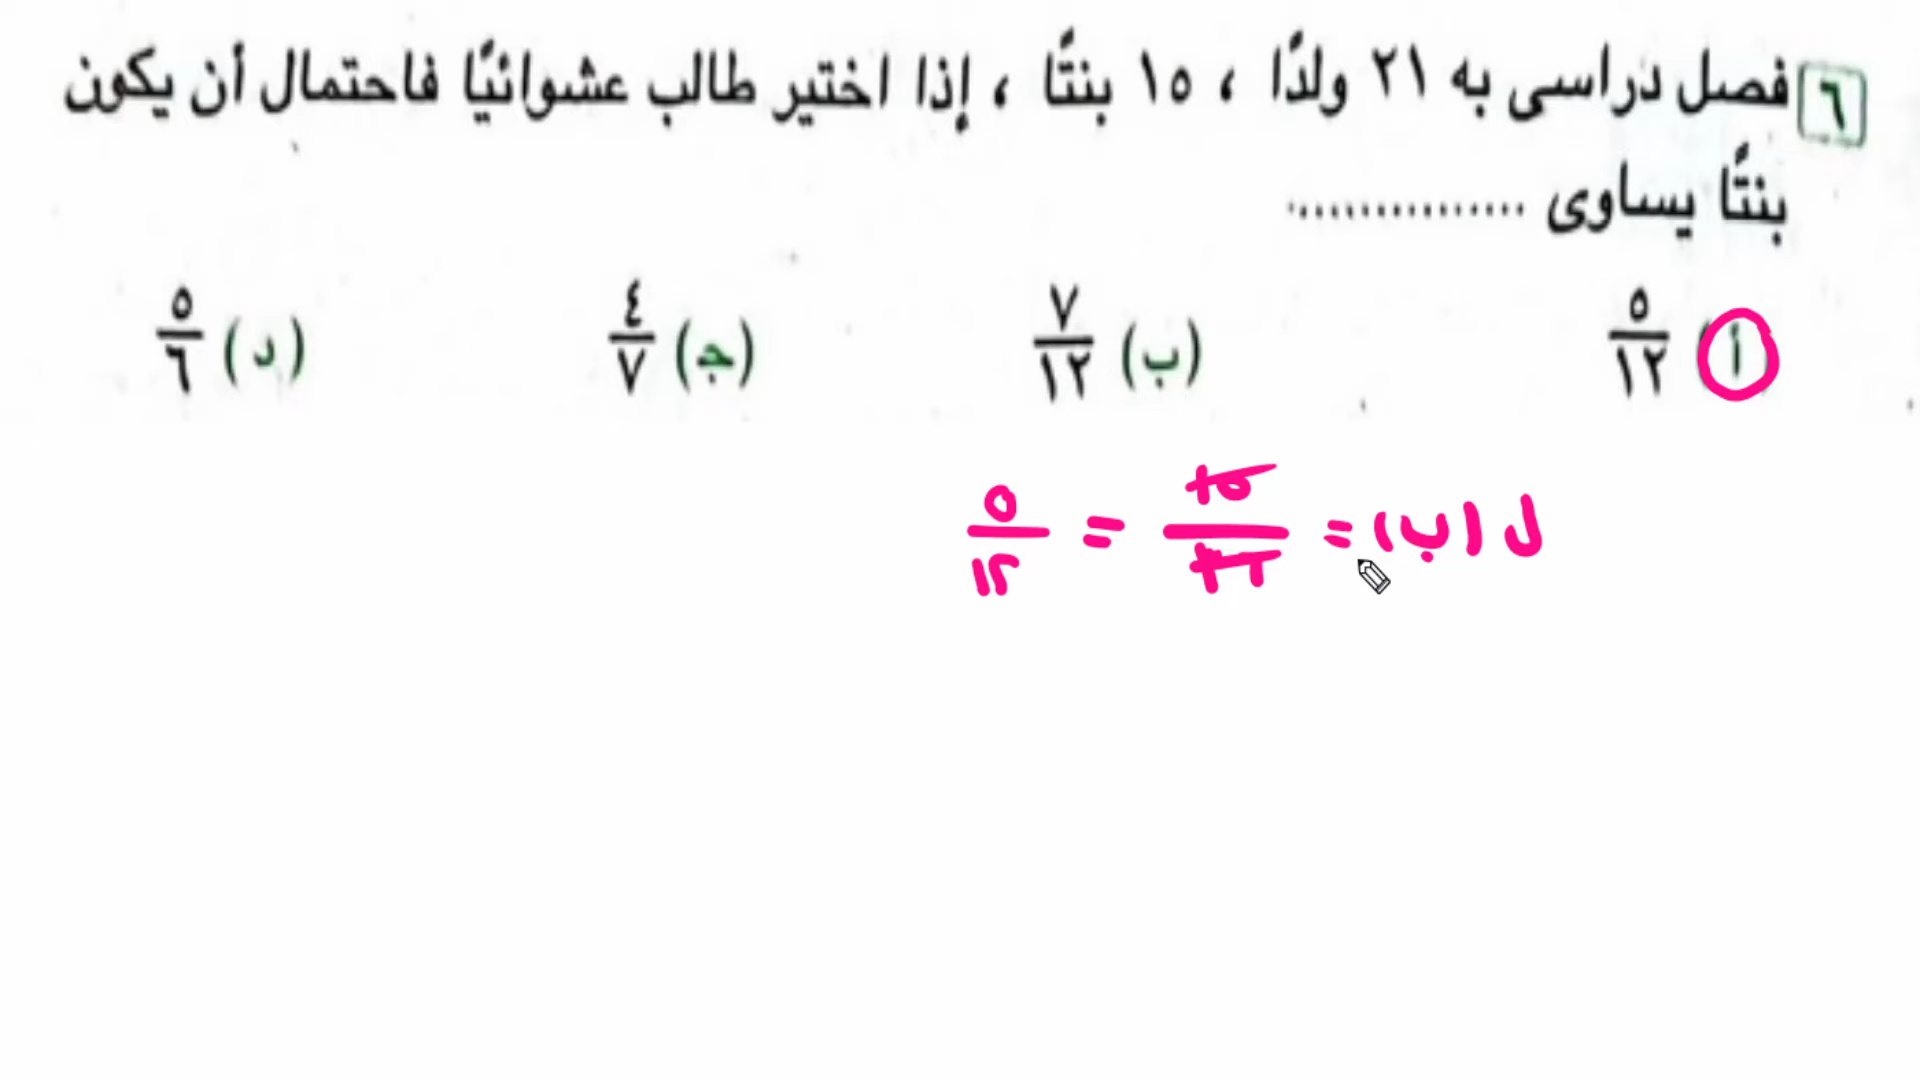 ٦ فصل دراسى به ٢١ ولدًا ، ١٥ بنتًا ، إذا اختير طالب عشوائيًا فاحتمال أن يكون
بنتًا يساوى ................
(أ) ٥/١٢ (ب) ٧/١٢ (جـ) ٤/٧ (د) ٥/٦
ل (ب) = ١٥/٣٦ = ٥/١٢